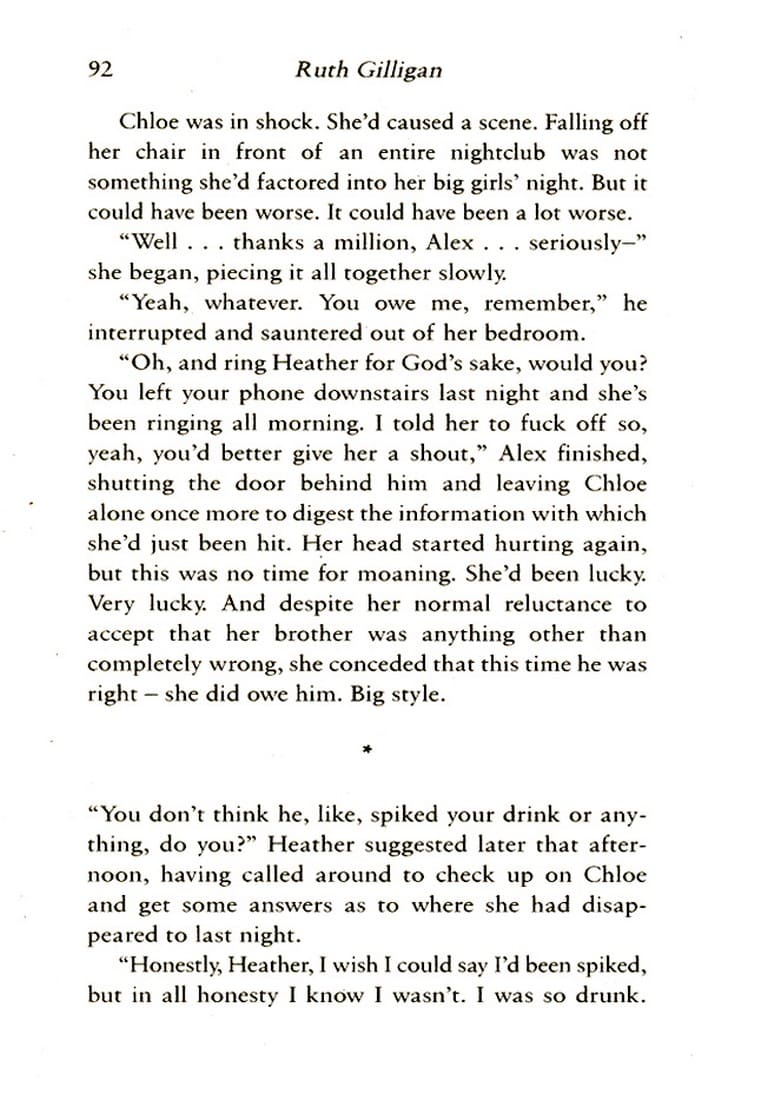 92 Ruth Gilligan
Chloe was in shock. She’d caused a scene. Falling off
her chair in front of an entire nightclub was not
something she’d factored into her big girls’ night. But it
could have been worse. It could have been a lot worse.
“Well . . . thanks a million, Alex . . . seriously–”
she began, piecing it all together slowly.
“Yeah, whatever. You owe me, remember,” he
interrupted and sauntered out of her bedroom.
“Oh, and ring Heather for God’s sake, would you?
You left your phone downstairs last night and she’s
been ringing all morning. I told her to fuck off so,
yeah, you’d better give her a shout,” Alex finished,
shutting the door behind him and leaving Chloe
alone once more to digest the information with which
she’d just been hit. Her head started hurting again,
but this was no time for moaning. She’d been lucky.
Very lucky. And despite her normal reluctance to
accept that her brother was anything other than
completely wrong, she conceded that this time he was
right – she did owe him. Big style.
*
“You don’t think he, like, spiked your drink or any-
thing, do you?” Heather suggested later that after-
noon, having called around to check up on Chloe
and get some answers as to where she had disap-
peared to last night.
“Honestly, Heather, I wish I could say I’d been spiked,
but in all honesty I know I wasn’t. I was so drunk.